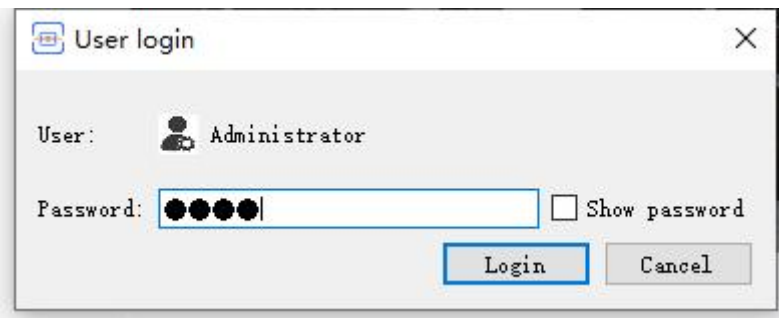 User login
User: Administrator
Password: ●●●●
Show password
Login Cancel